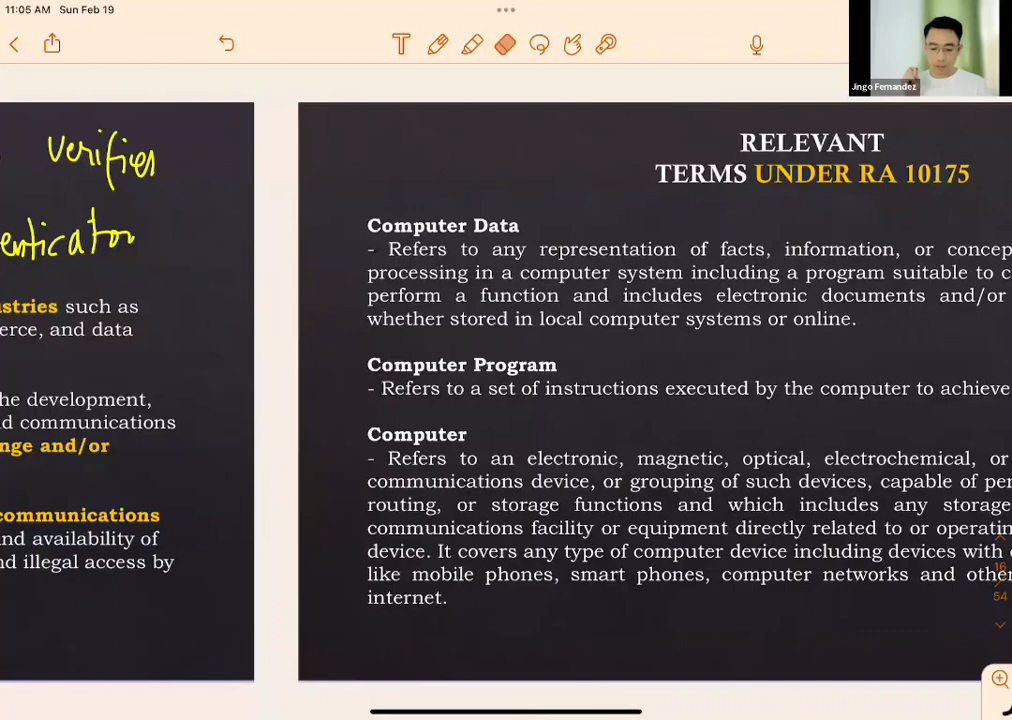 11:05 AM Sun Feb 19
Jingo Fernandez
verifier
enticator
stries such as
erce, and data
he development,
d communications
nge and/or
communications
nd availability of
nd illegal access by
RELEVANT
TERMS UNDER RA 10175
Computer Data
- Refers to any representation of facts, information, or concep
processing in a computer system including a program suitable to c
perform a function and includes electronic documents and/or
whether stored in local computer systems or online.
Computer Program
- Refers to a set of instructions executed by the computer to achieve
Computer
- Refers to an electronic, magnetic, optical, electrochemical, or
communications device, or grouping of such devices, capable of per
routing, or storage functions and which includes any storage
communications facility or equipment directly related to or operatin
device. It covers any type of computer device including devices with
like mobile phones, smart phones, computer networks and othe
internet.
16
54